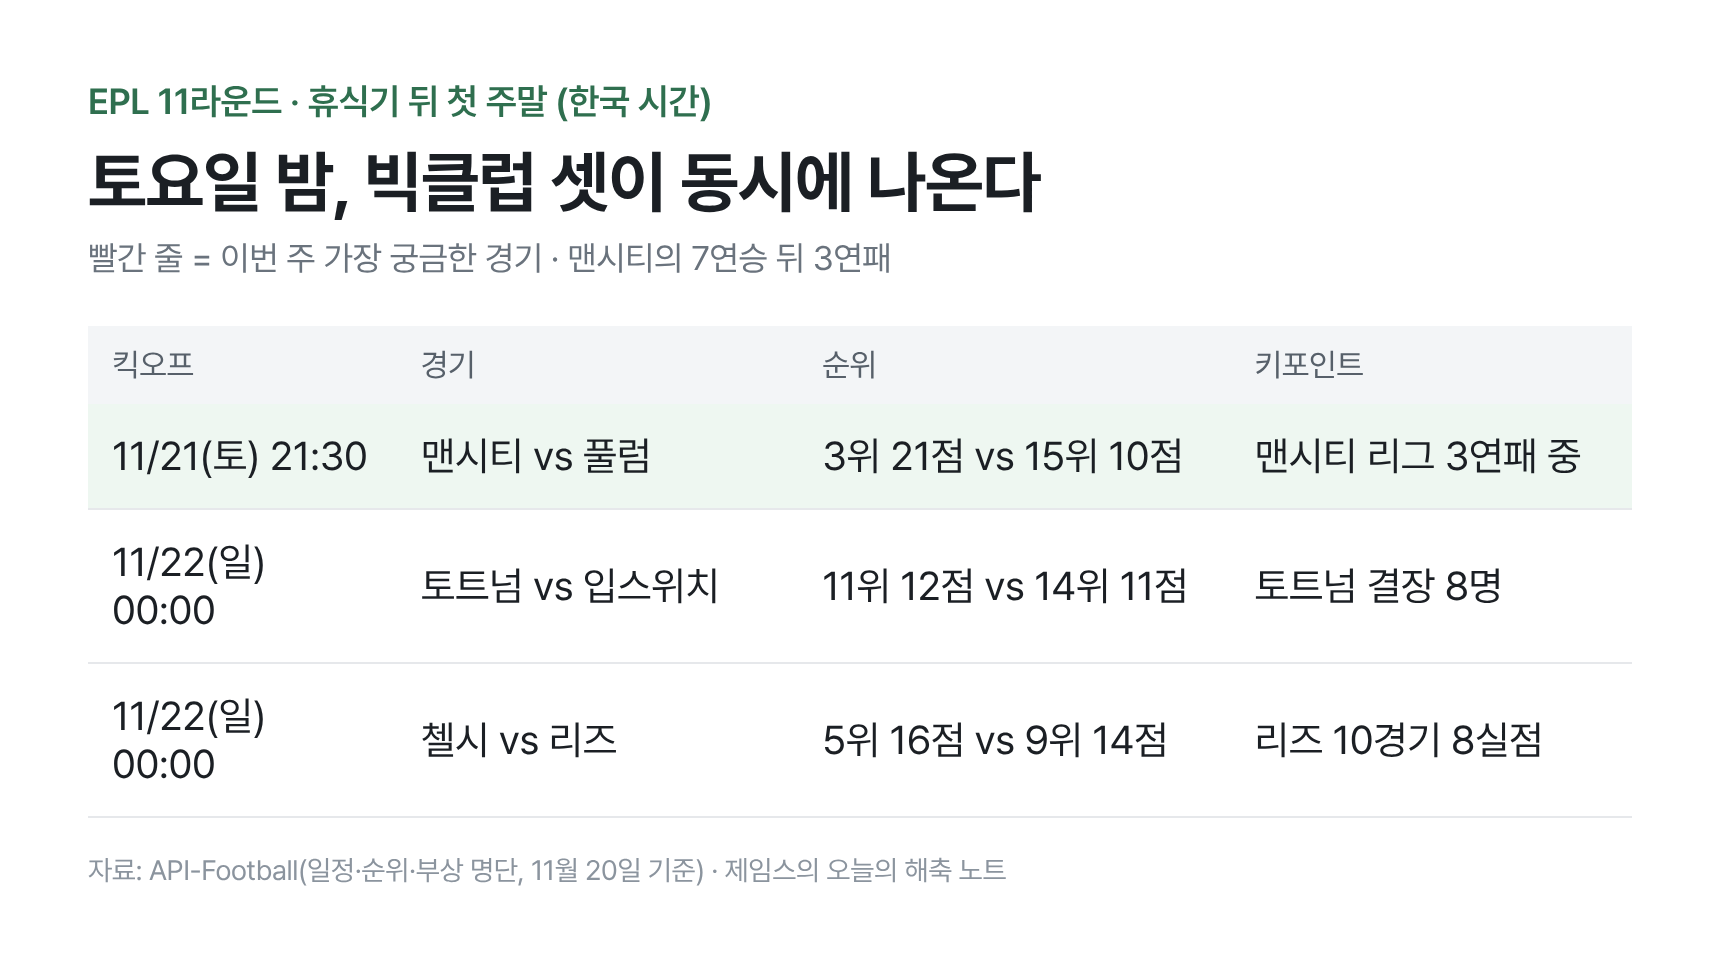 EPL 11라운드 · 휴식기 뒤 첫 주말 (한국 시간)
토요일 밤, 빅클럽 셋이 동시에 나온다
빨간 줄 = 이번 주 가장 궁금한 경기 · 맨시티의 7연승 뒤 3연패
킥오프 경기 순위 키포인트
11/21(토) 21:30 맨시티 vs 풀럼 3위 21점 vs 15위 10점 맨시티 리그 3연패 중
11/22(일)
00:00
토트넘 vs 입스위치 11위 12점 vs 14위 11점 토트넘 결장 8명
11/22(일)
00:00
첼시 vs 리즈 5위 16점 vs 9위 14점 리즈 10경기 8실점
자료: API-Football(일정·순위·부상 명단, 11월 20일 기준) · 제임스의 오늘의 해축 노트